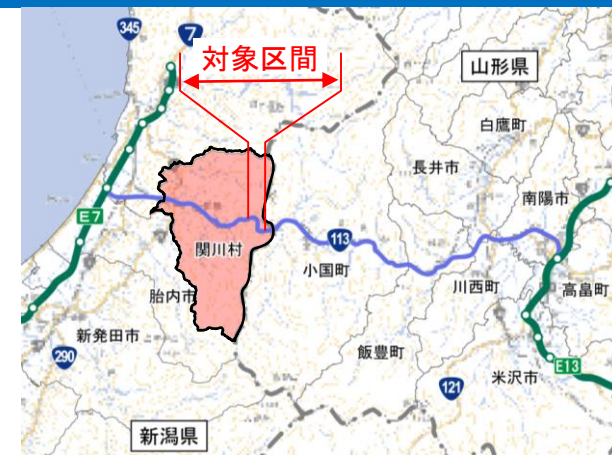 345
7
対象区間
山形県
白鷹町
長井市
南陽市
E7
関川村
113
小国町
川西町
高畠町
胎内市
新発田市
290
飯豊町
E13
121
米沢市
新潟県